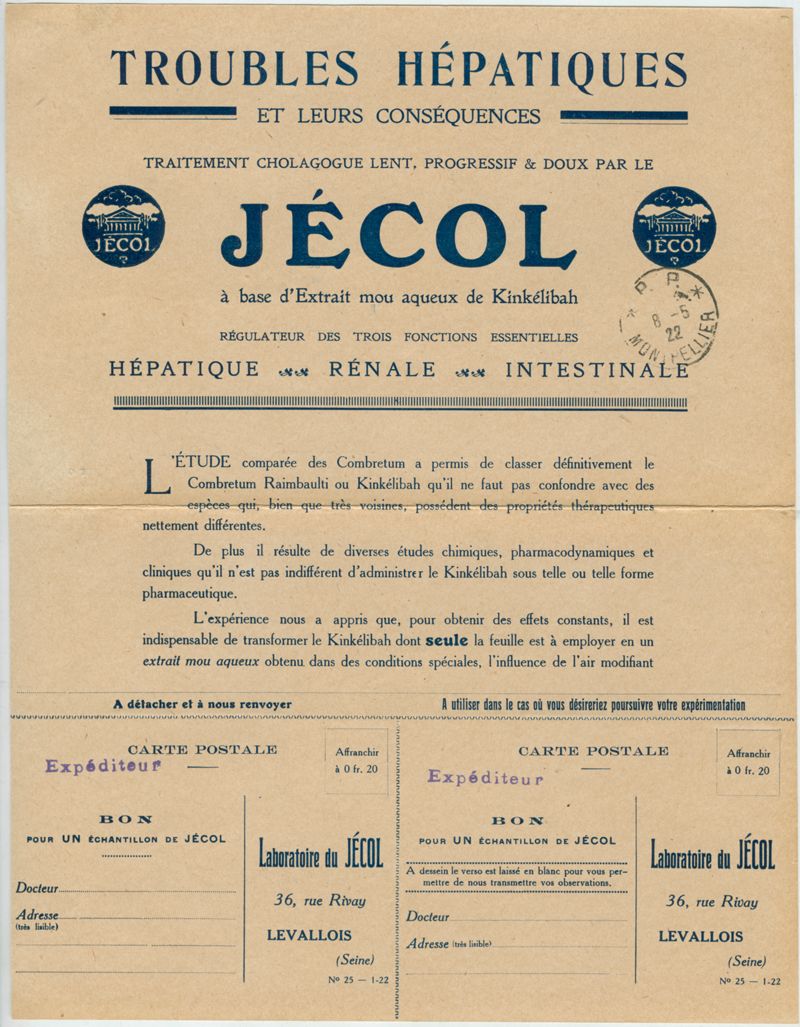 TROUBLES HÉPATIQUES
ET LEURS CONSÉQUENCES
TRAITEMENT CHOLAGOGUE LENT, PROGRESSIF & DOUX PAR LE
JÉCOL
JÉCOL
JÉCOL
à base d'Extrait mou aqueux de Kinkélibah
P. P.
8 -5
22
MONTPELLIER
RÉGULATEUR DES TROIS FONCTIONS ESSENTIELLES
HÉPATIQUE RÉNALE INTESTINALE
L'ÉTUDE comparée des Combretum a permis de classer définitivement le
Combretum Raimbaulti ou Kinkélibah qu'il ne faut pas confondre avec des
espèces qui, bien que très voisines, possédent des propriétés thérapeutiques
nettement différentes.
De plus il résulte de diverses études chimiques, pharmacodynamiques et
cliniques qu'il n'est pas indifférent d'administrer le Kinkélibah sous telle ou telle forme
pharmaceutique.
L'expérience nous a appris que, pour obtenir des effets constants, il est
indispensable de transformer le Kinkélibah dont seule la feuille est à employer en un
extrait mou aqueux obtenu dans des conditions spéciales, l'influence de l'air modifiant
A détacher et à nous renvoyer
A utiliser dans le cas où vous désireriez poursuivre votre expérimentation
CARTE POSTALE
Expéditeur
Affranchir
à 0 fr. 20
BON
POUR UN ÉCHANTILLON DE JÉCOL
Docteur
Adresse
(très lisible)
Laboratoire du JÉCOL
36, rue Rivay
LEVALLOIS
(Seine)
No 25 — 1-22
CARTE POSTALE
Expéditeur
Affranchir
à 0 fr. 20
BON
POUR UN ÉCHANTILLON DE JÉCOL
A dessein le verso est laissé en blanc pour vous per-
mettre de nous transmettre vos observations.
Docteur
Adresse (très lisible)
Laboratoire du JÉCOL
36, rue Rivay
LEVALLOIS
(Seine)
No 25 — 1-22